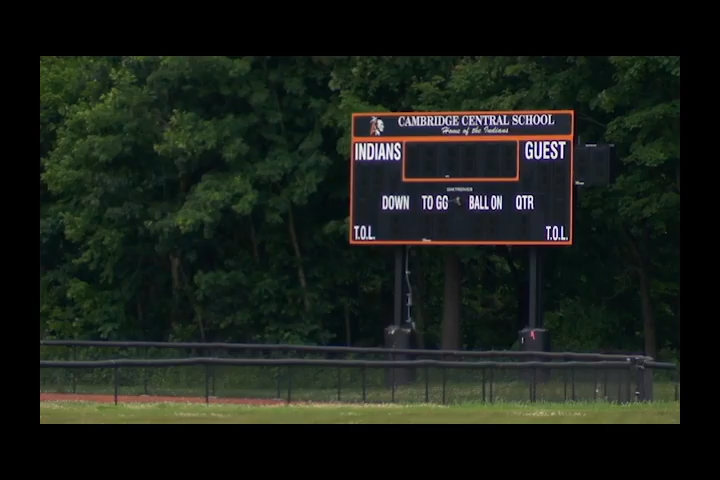 CAMBRIDGE CENTRAL SCHOOL
Home of the Indians
INDIANS GUEST
DOWN TO GO BALL ON QTR
T.O.L. T.O.L.